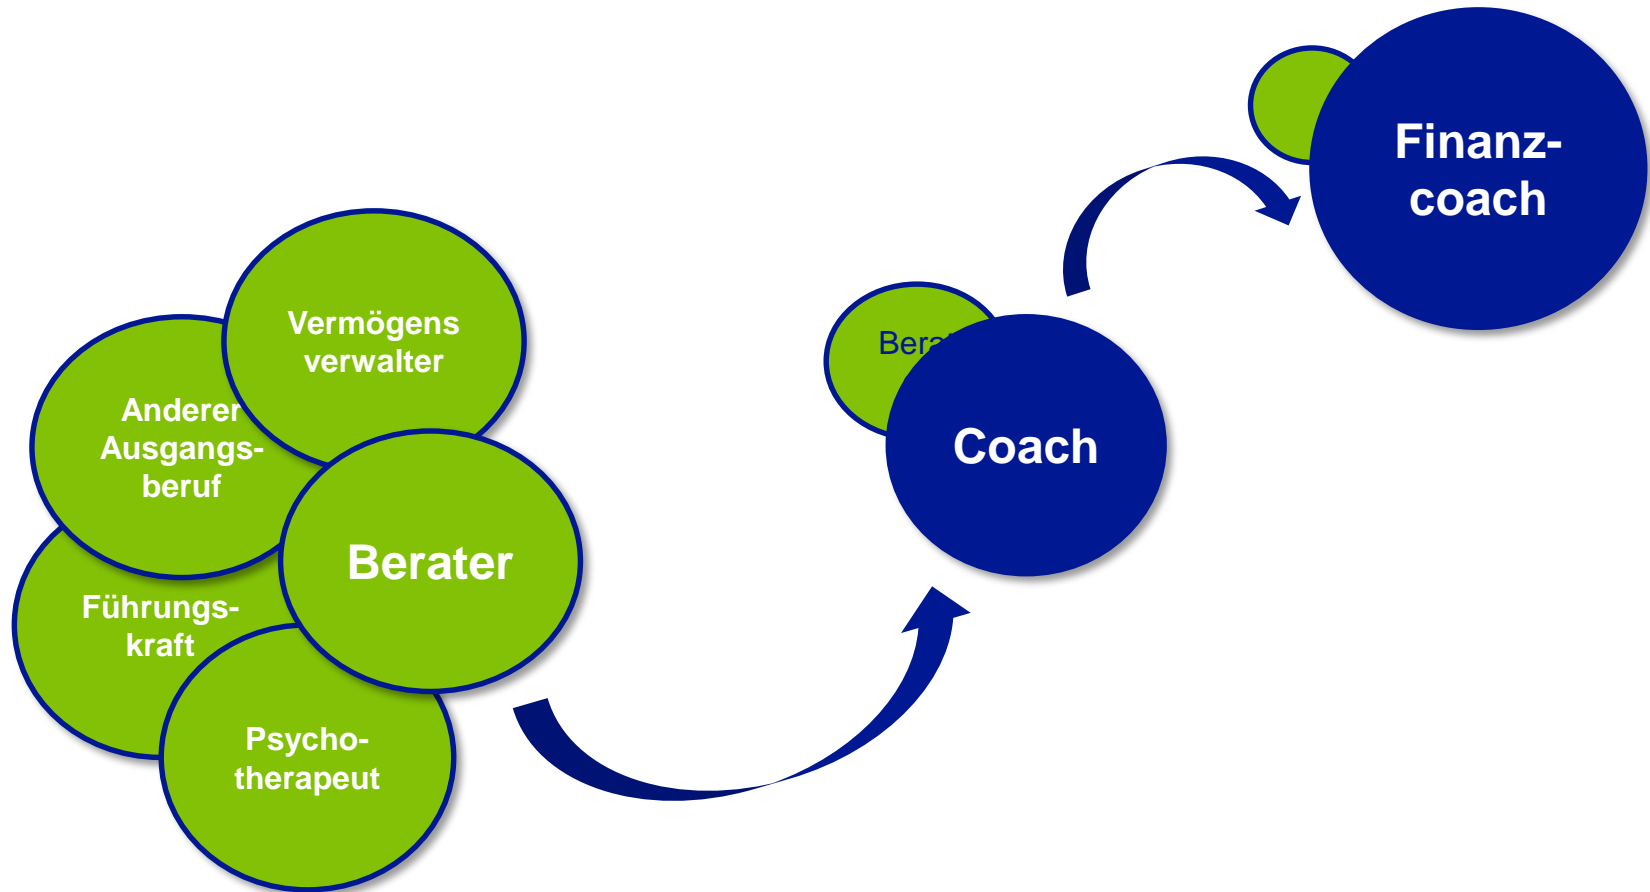 Finanz-
coach
Vermögens
verwalter
Anderer
Ausgangs-
beruf
Coach
Berater
Führungs-
kraft
Psycho-
therapeut